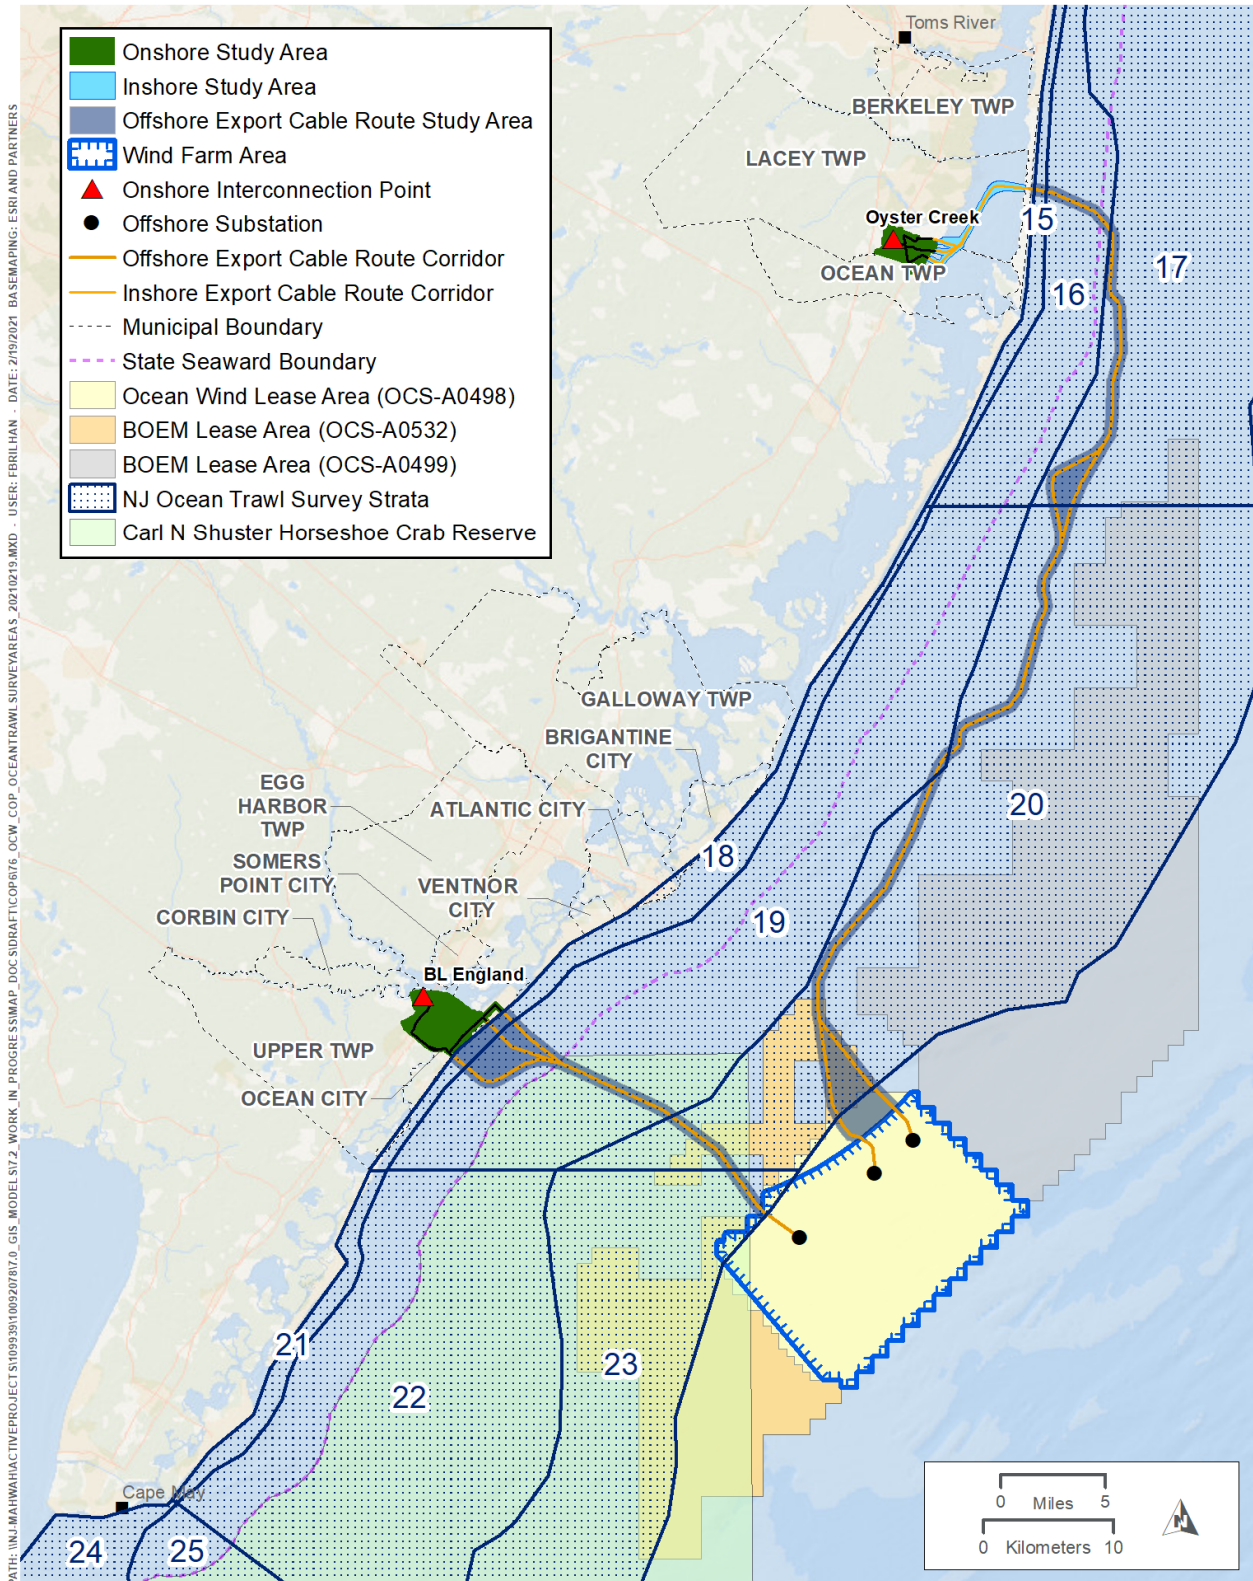 Onshore Study Area
Inshore Study Area
Offshore Export Cable Route Study Area
Wind Farm Area
Onshore Interconnection Point
Offshore Substation
Offshore Export Cable Route Corridor
Inshore Export Cable Route Corridor
Municipal Boundary
State Seaward Boundary
Ocean Wind Lease Area (OCS-A0498)
BOEM Lease Area (OCS-A0532)
BOEM Lease Area (OCS-A0499)
NJ Ocean Trawl Survey Strata
Carl N Shuster Horseshoe Crab Reserve
Toms River
BERKELEY TWP
LACEY TWP
Oyster Creek
15
OCEAN TWP
17
16
GALLOWAY TWP
BRIGANTINE
CITY
EGG
HARBOR
TWP
ATLANTIC CITY
20
18
SOMERS
POINT CITY
VENTNOR
CITY
CORBIN CITY
19
BL England
UPPER TWP
OCEAN CITY
21
23
22
Cape May
24
25
0 Miles 5
0 Kilometers 10
N